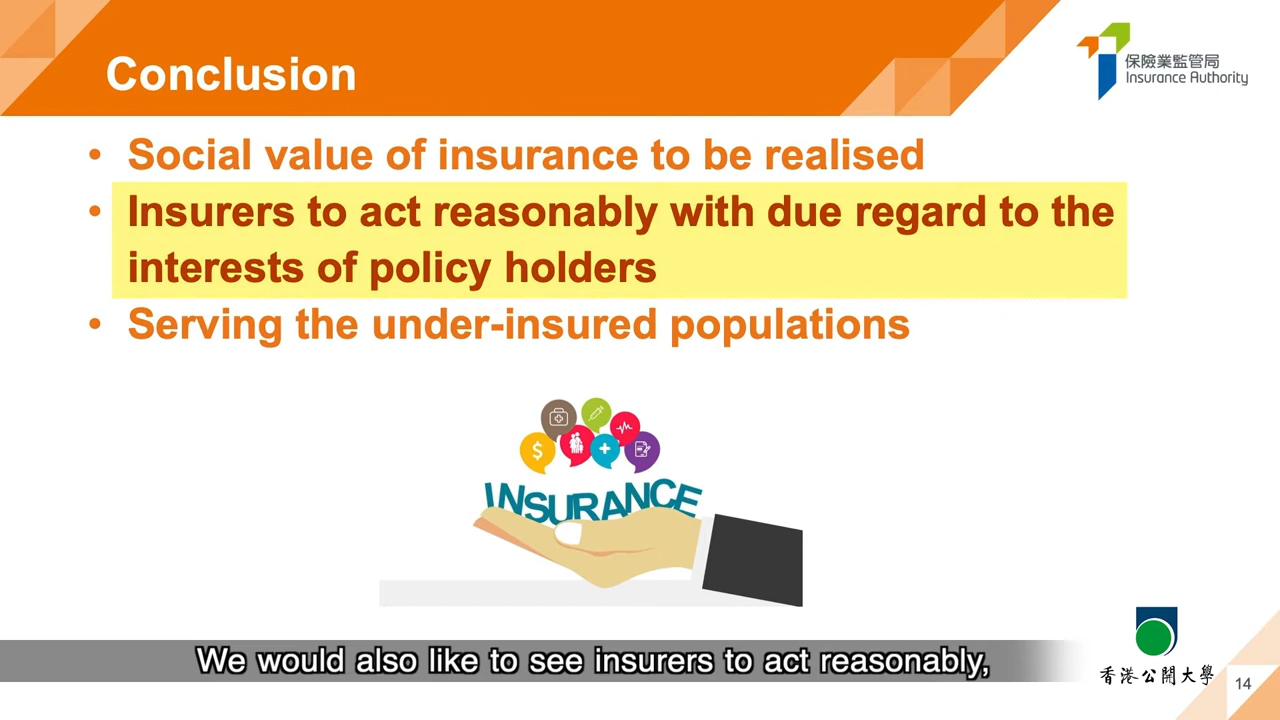 Conclusion
保險業監管局
Insurance Authority
• Social value of insurance to be realised
• Insurers to act reasonably with due regard to the
interests of policy holders
• Serving the under-insured populations
$
INSURANCE
We would also like to see insurers to act reasonably,
香港公開大學
14